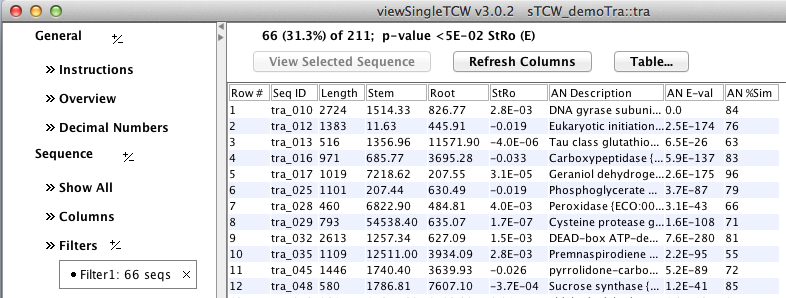 viewSingleTCW v3.0.2 sTCW_demoTra::tra
General +/-
>> Instructions
>> Overview
>> Decimal Numbers
Sequence +/-
>> Show All
>> Columns
>> Filters +/-
• Filter1: 66 seqs ×
66 (31.3%) of 211; p-value <5E-02 StRo (E)
View Selected Sequence Refresh Columns Table...
Row # Seq ID Length Stem Root StRo AN Description AN E-val AN %Sim
1 tra_010 2724 1514.33 826.77 2.8E-03 DNA gyrase subuni... 0.0 84
2 tra_012 1383 11.63 445.91 -0.019 Eukaryotic initiation... 2.5E-174 76
3 tra_013 516 1356.96 11571.90 -4.0E-06 Tau class glutathio... 6.5E-26 63
4 tra_016 971 685.77 3695.28 -0.033 Carboxypeptidase {... 5.9E-137 83
5 tra_017 1019 7218.62 207.55 3.1E-05 Geraniol dehydroge... 2.6E-175 96
6 tra_025 1101 207.44 630.49 -0.019 Phosphoglycerate ... 3.7E-87 79
7 tra_028 460 6822.90 484.81 4.0E-03 Peroxidase {ECO:00... 3.1E-43 66
8 tra_029 793 54538.40 635.07 1.7E-07 Cysteine protease g... 1.6E-108 71
9 tra_032 2613 1257.34 627.09 1.5E-03 DEAD-box ATP-de... 7.6E-280 81
10 tra_035 1109 12511.00 3934.09 2.8E-03 Premnaspirodiene ... 2.2E-95 55
11 tra_045 1446 1740.40 3639.93 -0.026 pyrrolidone-carbo... 5.2E-89 72
12 tra_048 580 1786.81 7607.10 -3.7E-04 Sucrose synthase {... 1.2E-41 85